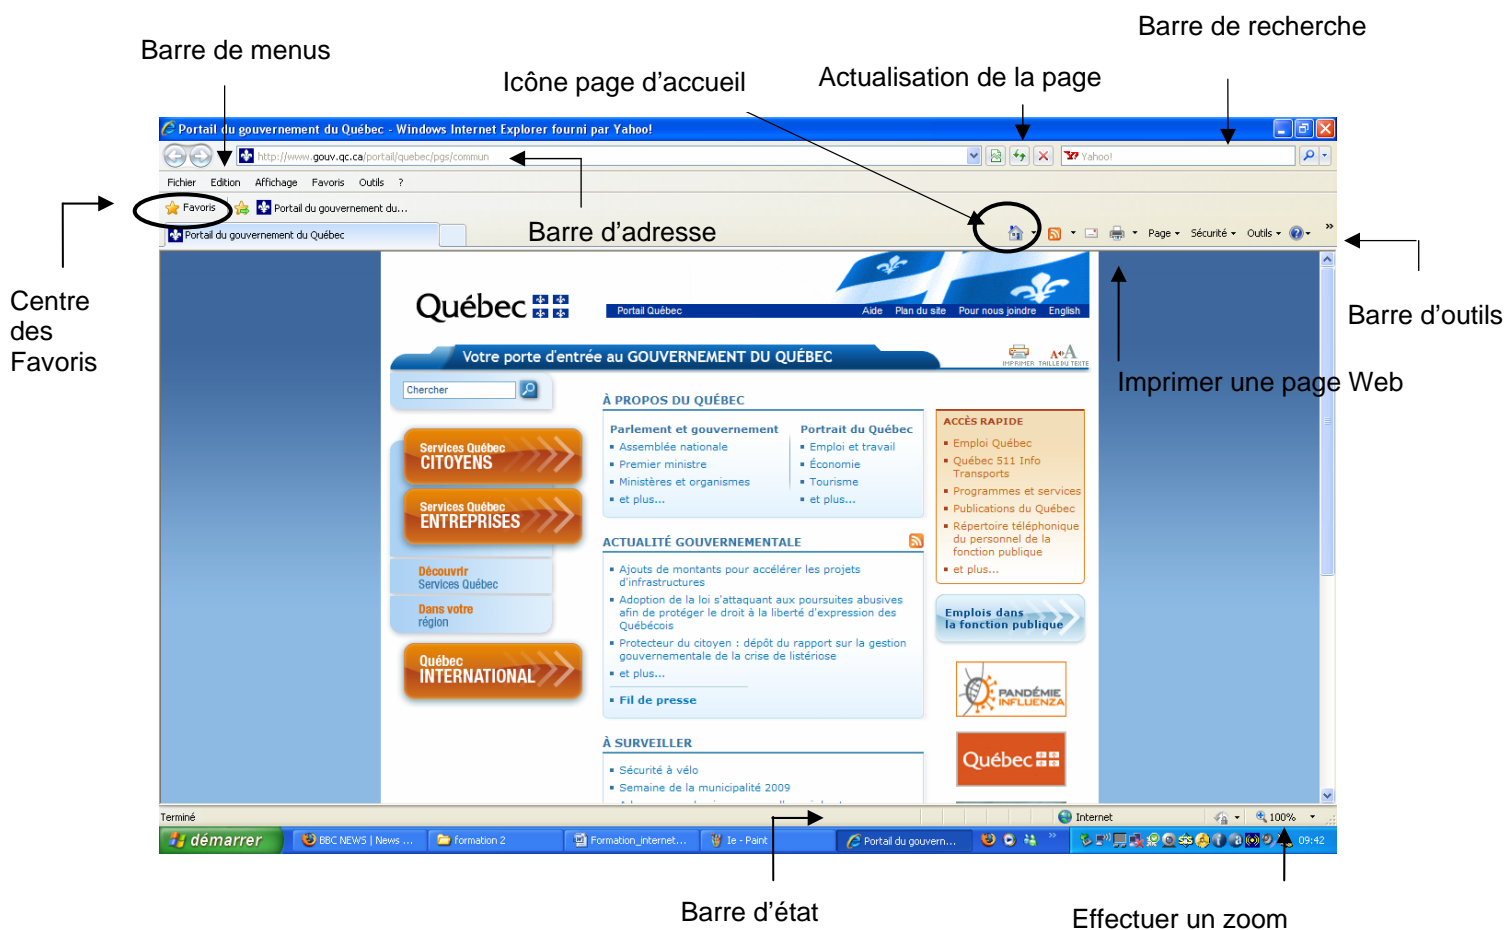 Barre de recherche
Barre de menus
Icône page d'accueil
Actualisation de la page
Portail du gouvernement du Québec - Windows Internet Explorer fourni par Yahoo!
http://www.gouv.qc.ca/portail/quebec/pgs/commun
Yahoo!
Fichier Edition Affichage Favoris Outils ?
Favoris
Portail du gouvernement du...
Portail du gouvernement du Québec
Barre d'adresse
Page Sécurité Outils
Centre
des
Favoris
Barre d'outils
Québec
Portail Québec
Aide Plan du site Pour nous joindre English
Votre porte d'entrée au GOUVERNEMENT DU QUÉBEC
IMPRIMER TAILLE DU TEXTE
Imprimer une page Web
Chercher
Services Québec
CITOYENS
Services Québec
ENTREPRISES
Découvrir
Services Québec
Dans votre
région
Québec
INTERNATIONAL
À PROPOS DU QUÉBEC
Parlement et gouvernement
Assemblée nationale
Premier ministre
Ministères et organismes
et plus...
Portrait du Québec
Emploi et travail
Économie
Tourisme
et plus...
ACTUALITÉ GOUVERNEMENTALE
Ajouts de montants pour accélérer les projets
d'infrastructures
Adoption de la loi s'attaquant aux poursuites abusives
afin de protéger le droit à la liberté d'expression des
Québécois
Protecteur du citoyen : dépôt du rapport sur la gestion
gouvernementale de la crise de listériose
et plus...
Fil de presse
À SURVEILLER
Sécurité à vélo
Semaine de la municipalité 2009
ACCÈS RAPIDE
Emploi Québec
Québec 511 Info
Transports
Programmes et services
Publications du Québec
Répertoire téléphonique
du personnel de la
fonction publique
et plus...
Emplois dans
la fonction publique
PANDÉMIE
INFLUENZA
Québec
Terminé
Internet
100%
démarrer
BBC NEWS | News ...
formation 2
Formation_internet...
Ie - Paint
Portail du gouvern...
09:42
Barre d'état
Effectuer un zoom